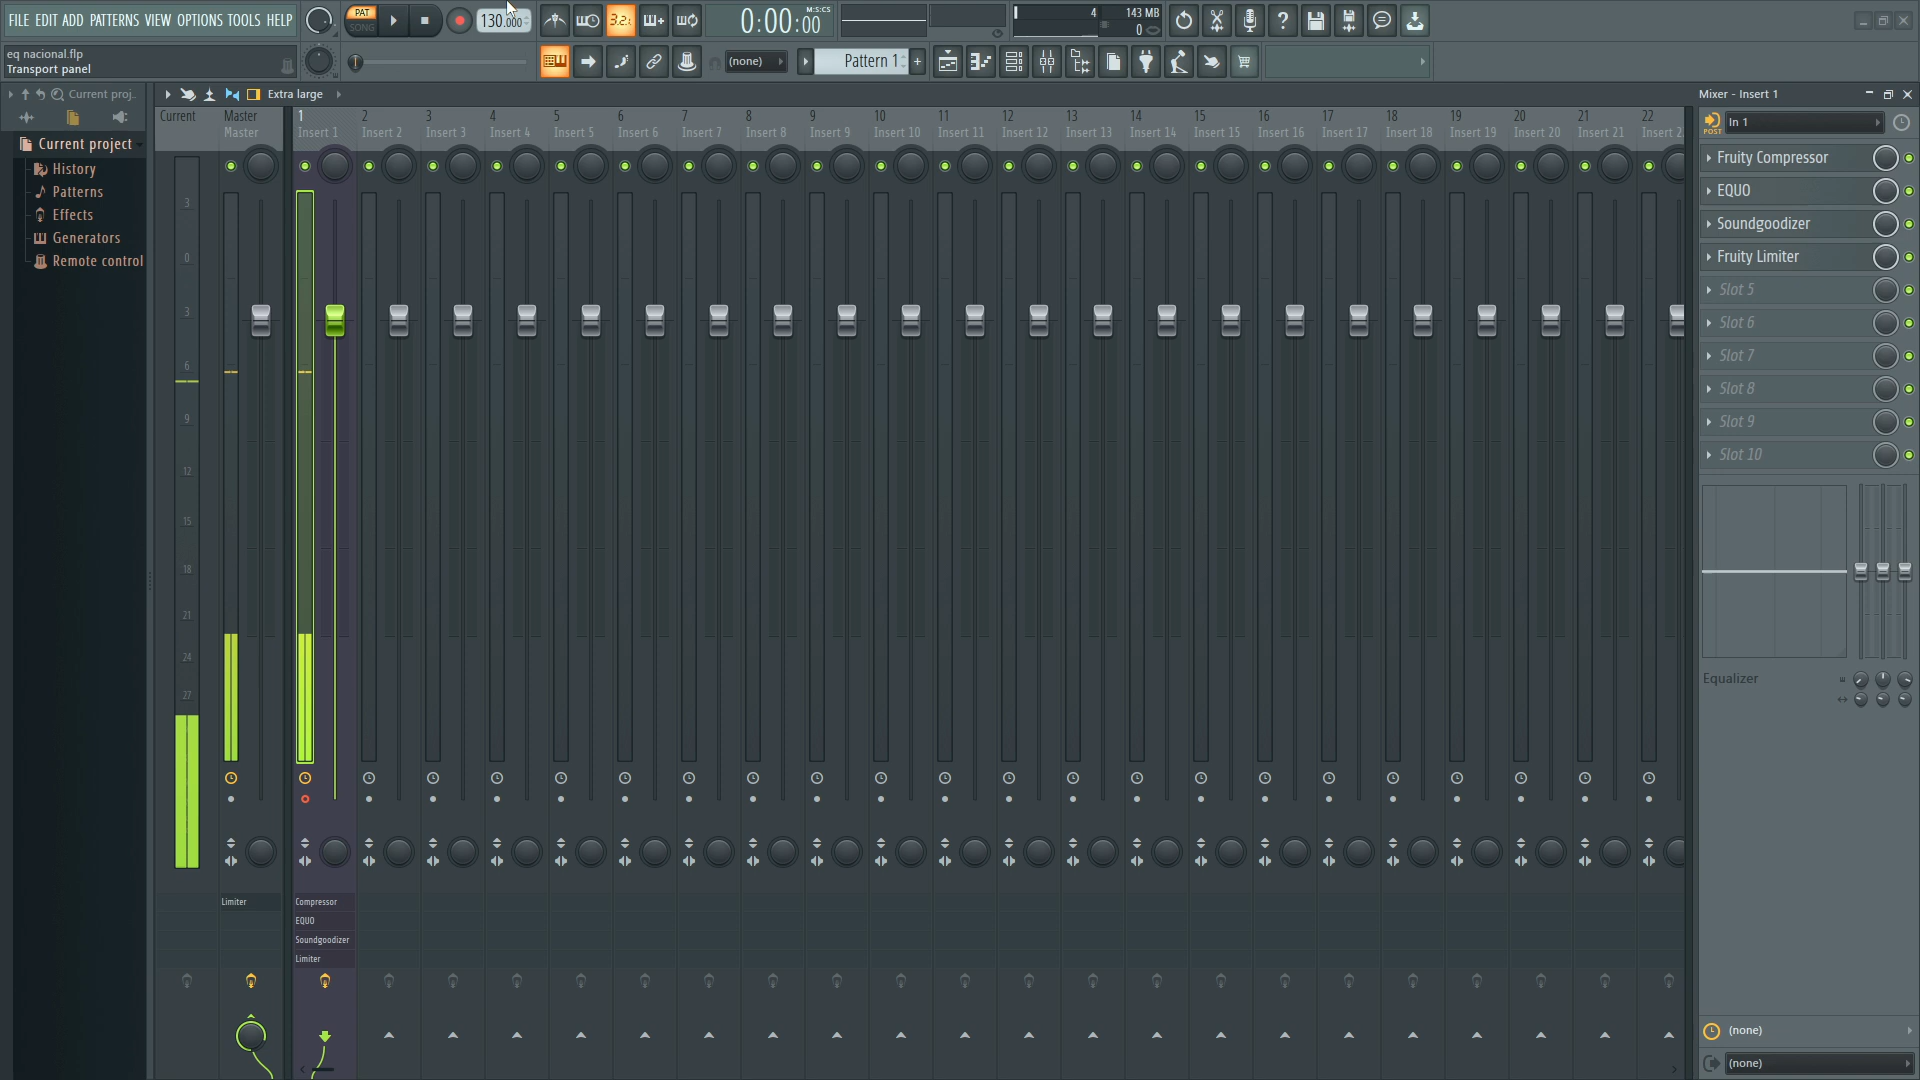 FILE EDIT ADD PATTERNS VIEW OPTIONS TOOLS HELP
PAT
SONG
130.000
3.2.
0:00:00
M:S:CS
4
143 MB
0
eq nacional.flp
Transport panel
(none)
Pattern 1
Current proj..
Extra large
Mixer - Insert 1
Current project
History
Patterns
Effects
Generators
Remote control
Current
Master
1
2
3
4
5
6
7
8
9
10
11
12
13
14
15
16
17
18
19
20
21
22
Master
Insert 1
Insert 2
Insert 3
Insert 4
Insert 5
Insert 6
Insert 7
Insert 8
Insert 9
Insert 10
Insert 11
Insert 12
Insert 13
Insert 14
Insert 15
Insert 16
Insert 17
Insert 18
Insert 19
Insert 20
Insert 21
Insert 2
3
0
3
6
9
12
15
18
21
24
27
Limiter
Compressor
EQUO
Soundgoodizer
Limiter
POST
In 1
Fruity Compressor
EQUO
Soundgoodizer
Fruity Limiter
Slot 5
Slot 6
Slot 7
Slot 8
Slot 9
Slot 10
Equalizer
(none)
(none)